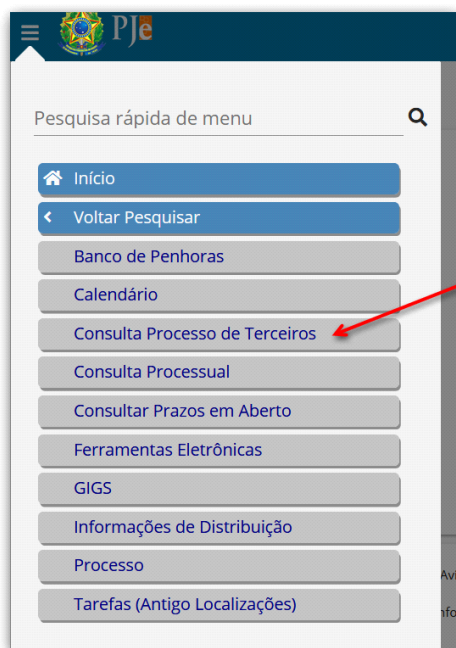 PJe
Pesquisa rápida de menu
Início
Voltar Pesquisar
Banco de Penhoras
Calendário
Consulta Processo de Terceiros
Consulta Processual
Consultar Prazos em Aberto
Ferramentas Eletrônicas
GIGS
Informações de Distribuição
Processo
Tarefas (Antigo Localizações)